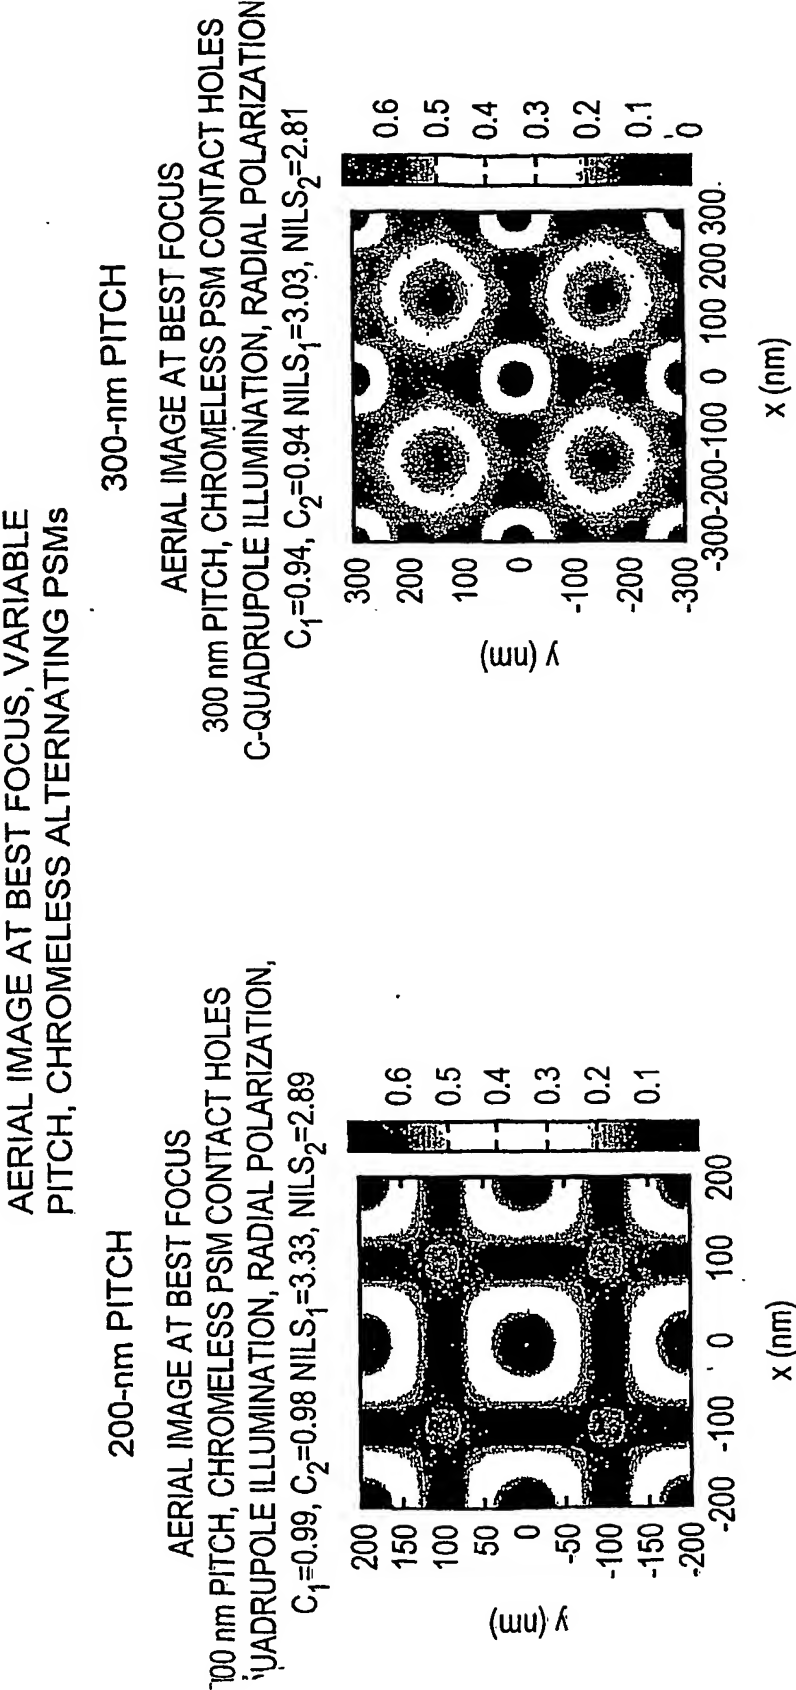 AERIAL IMAGE AT BEST FOCUS, VARIABLE
PITCH, CHROMELESS ALTERNATING PSMs
200-nm PITCH
AERIAL IMAGE AT BEST FOCUS
00 nm PITCH, CHROMELESS PSM CONTACT HOLES
UADRUPOLE ILLUMINATION, RADIAL POLARIZATION,
C₁=0.99, C₂=0.98 NILS₁=3.33, NILS₂=2.89
200
150
100
50
0
-50
-100
-150
-200
y (nm)
-200 -100 0 100 200
x (nm)
0.6
0.5
0.4
0.3
0.2
0.1
300-nm PITCH
AERIAL IMAGE AT BEST FOCUS
300 nm PITCH, CHROMELESS PSM CONTACT HOLES
C-QUADRUPOLE ILLUMINATION, RADIAL POLARIZATION
C₁=0.94, C₂=0.94 NILS₁=3.03, NILS₂=2.81
300
200
100
0
-100
-200
-300
y (nm)
-300-200-100 0 100 200 300
x (nm)
0.6
0.5
0.4
0.3
0.2
0.1
0